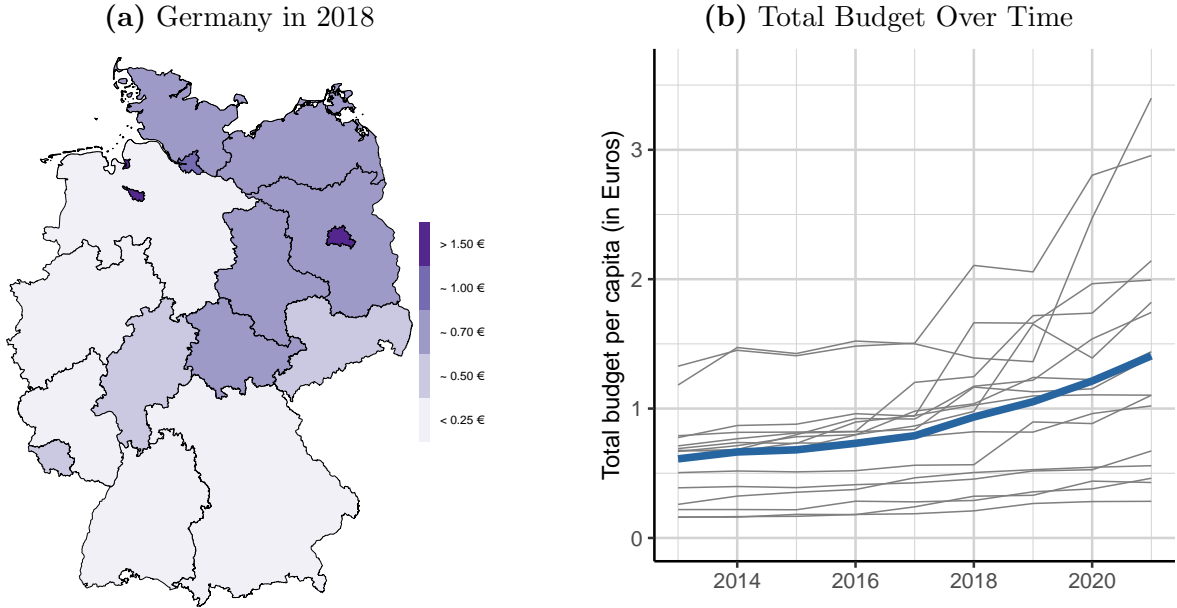 (a) Germany in 2018
> 1.50 €
~ 1.00 €
~ 0.70 €
~ 0.50 €
< 0.25 €
(b) Total Budget Over Time
Total budget per capita (in Euros)
3
2
1
0
2014 2016 2018 2020